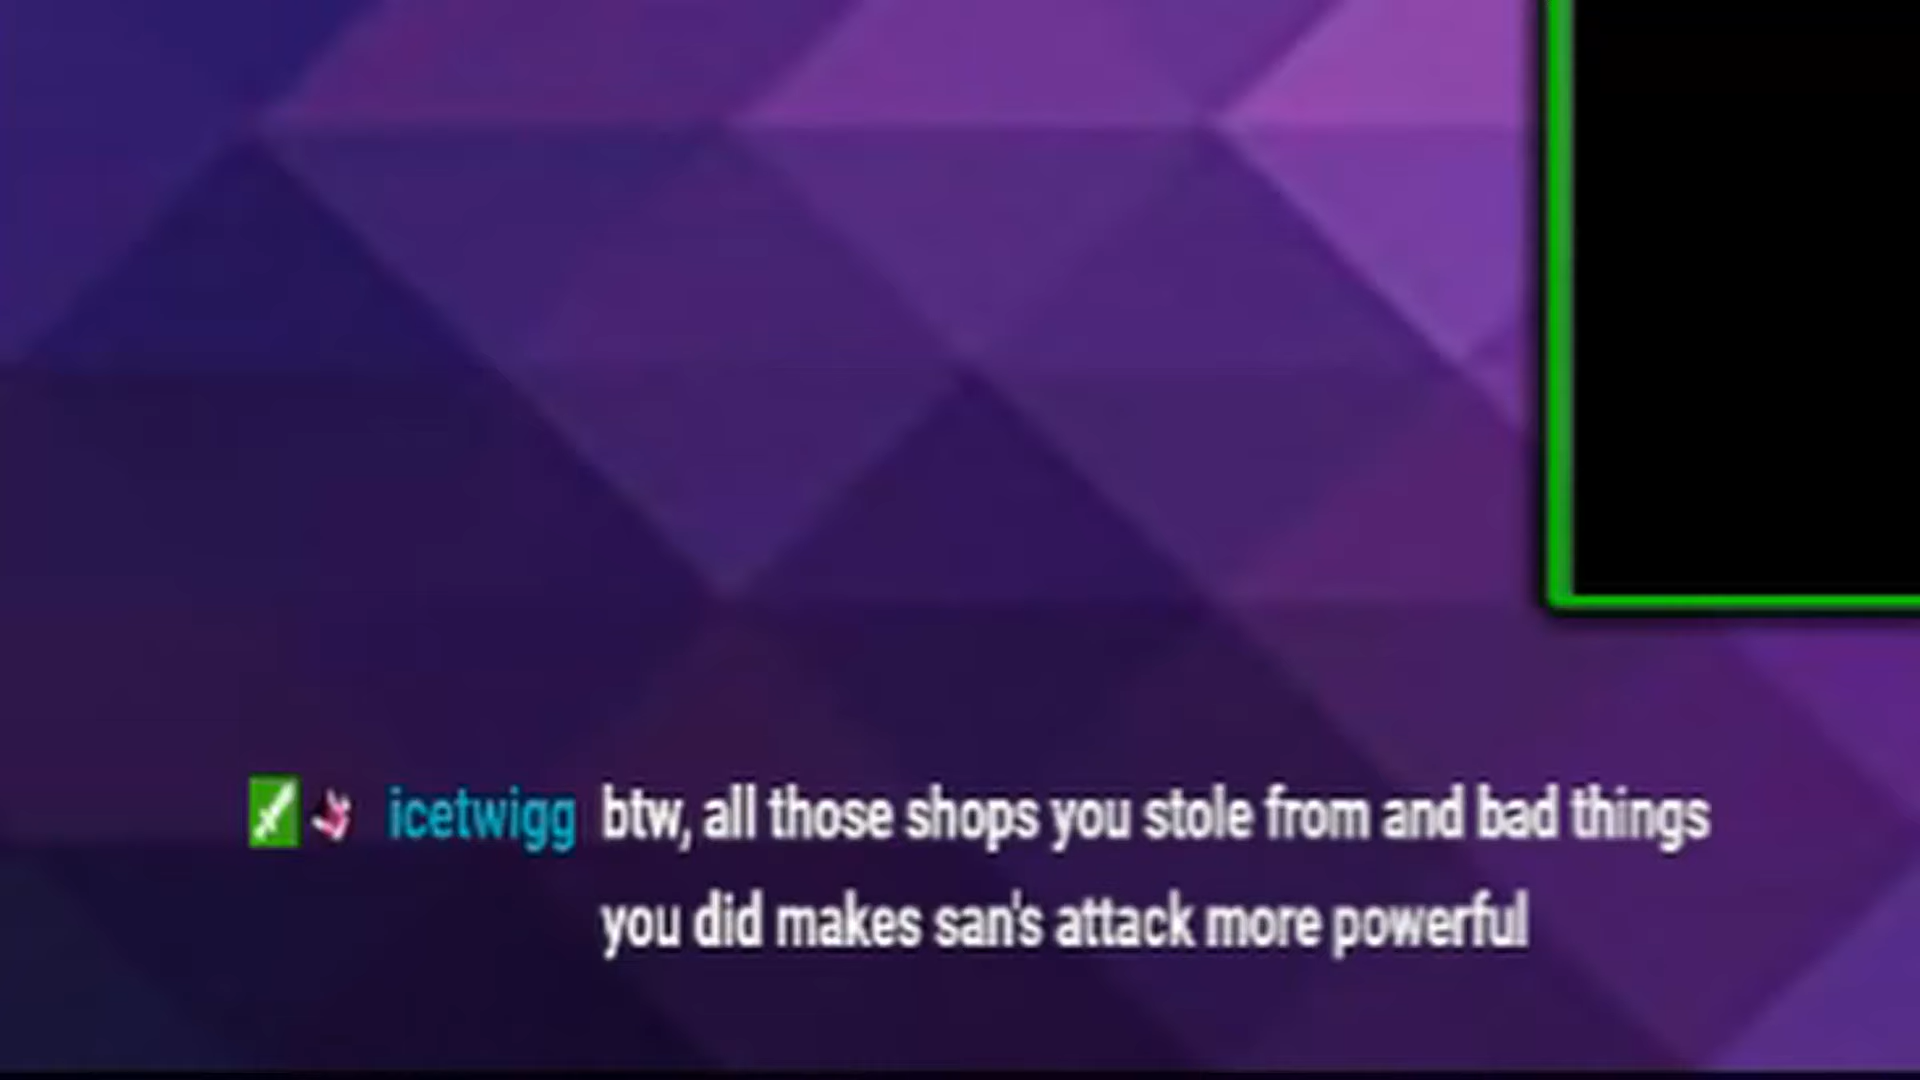 icetwigg btw, all those shops you stole from and bad things
you did makes san's attack more powerful